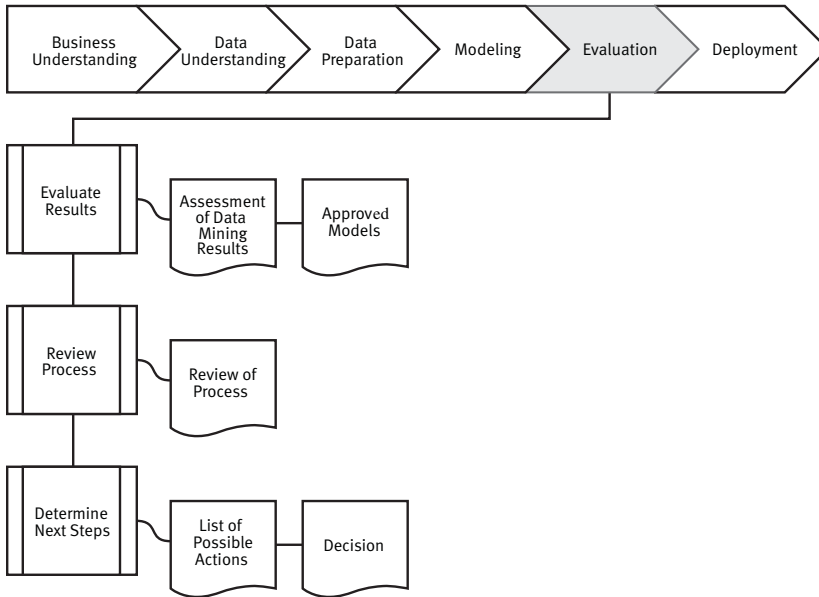 Business
Understanding
Data
Understanding
Data
Preparation
Modeling
Evaluation
Deployment
Evaluate
Results
Assessment
of Data
Mining
Results
Approved
Models
Review
Process
Review of
Process
Determine
Next Steps
List of
Possible
Actions
Decision